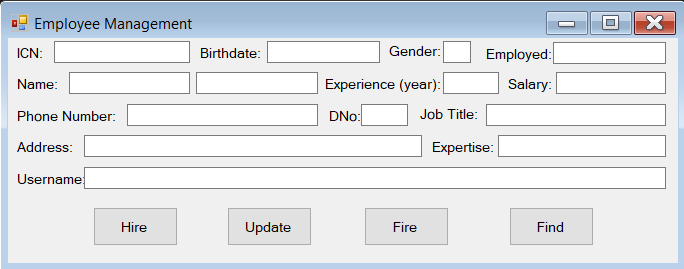 Employee Management
ICN: Birthdate: Gender: Employed:
Name: Experience (year): Salary:
Phone Number: DNo: Job Title:
Address: Expertise:
Username:
Hire Update Fire Find